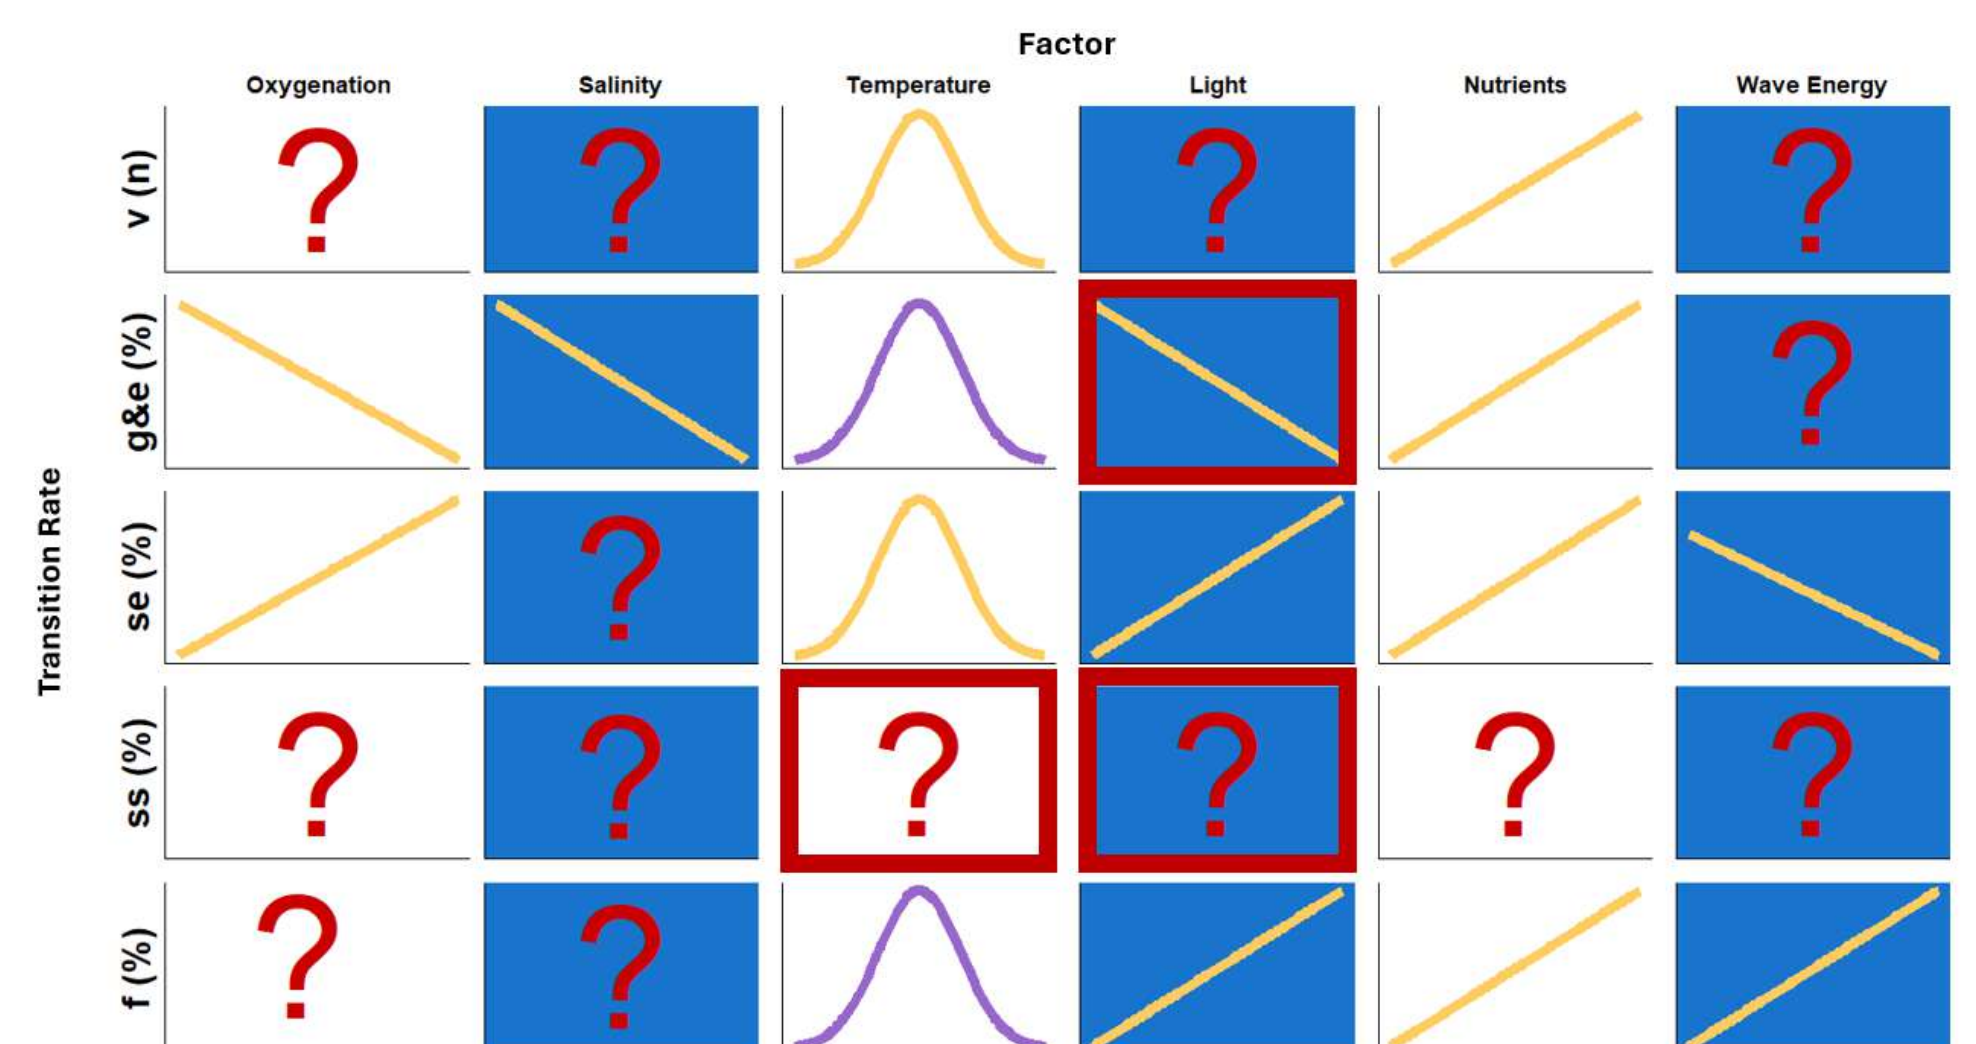 Factor
Oxygenation Salinity Temperature Light Nutrients Wave Energy
Transition Rate
v (n) ? ? ? ?
g&e (%) ?
se (%) ?
ss (%) ? ? ? ? ? ?
f (%) ? ?